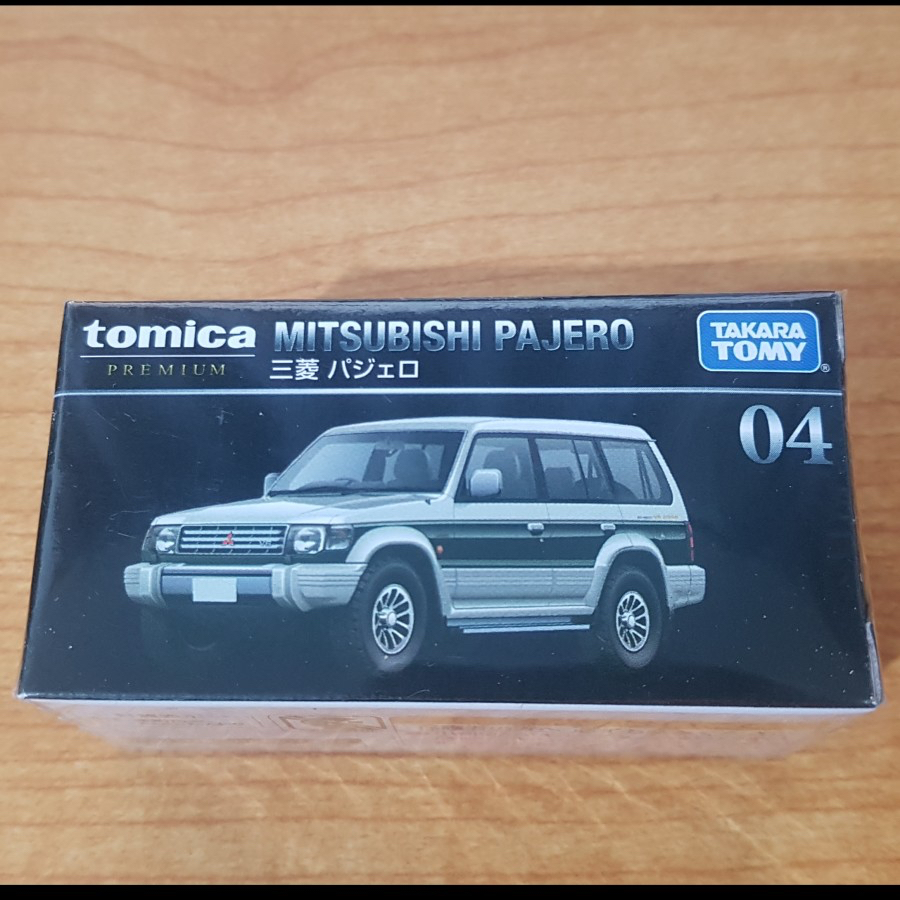 tomica
PREMIUM
MITSUBISHI PAJERO
三菱 パジェロ
TAKARA
TOMY
®
04